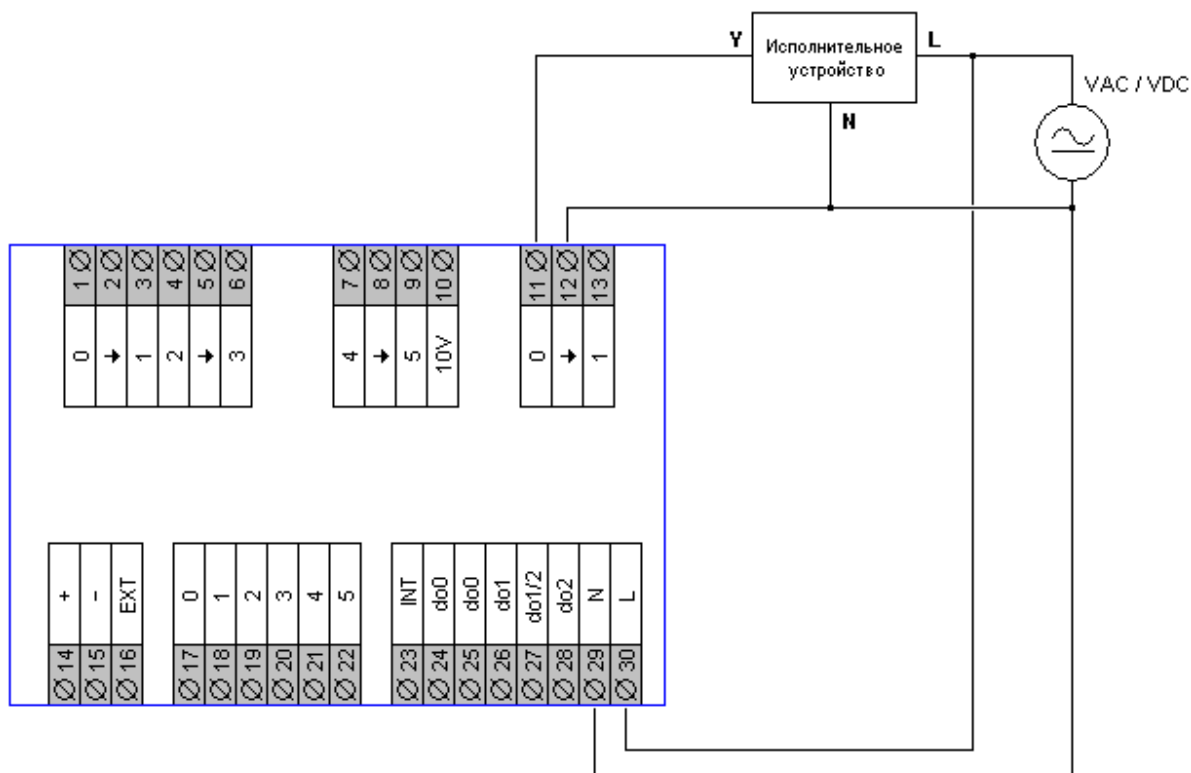 Y
Исполнительное
устройство
L
N
VAC / VDC
1 2 3 4 5 6
7 8 9 10
11 12 13
0 1 2 3
4 5 10V
0 1
+ - EXT
0 1 2 3 4 5
INT do0 do0 do1 do1/2 do2 N L
14 15 16
17 18 19 20 21 22
23 24 25 26 27 28 29 30